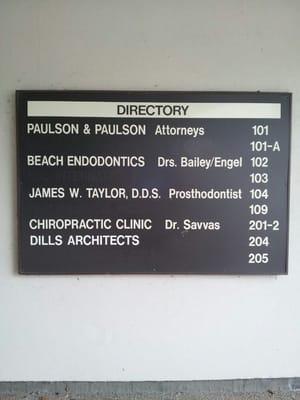 DIRECTORY
PAULSON & PAULSON Attorneys 101
101-A
BEACH ENDODONTICS Drs. Bailey/Engel 102
103
JAMES W. TAYLOR, D.D.S. Prosthodontist 104
109
CHIROPRACTIC CLINIC Dr. Savvas 201-2
DILLS ARCHITECTS 204
205